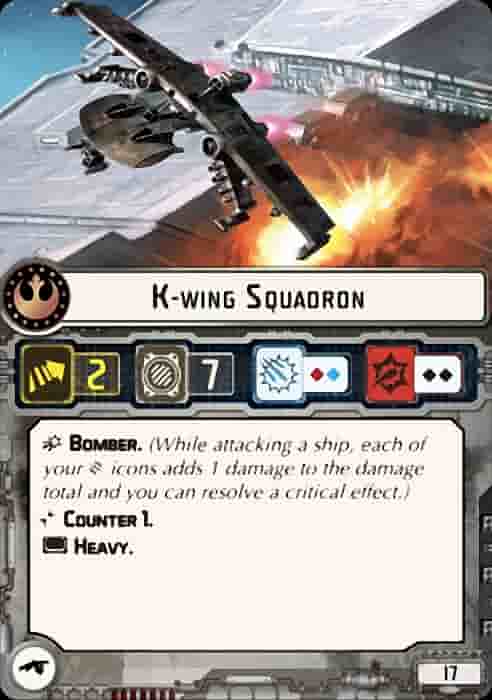 K-WING SQUADRON
2 7
BOMBER. (While attacking a ship, each of
your icons adds 1 damage to the damage
total and you can resolve a critical effect.)
COUNTER 1.
HEAVY.
17